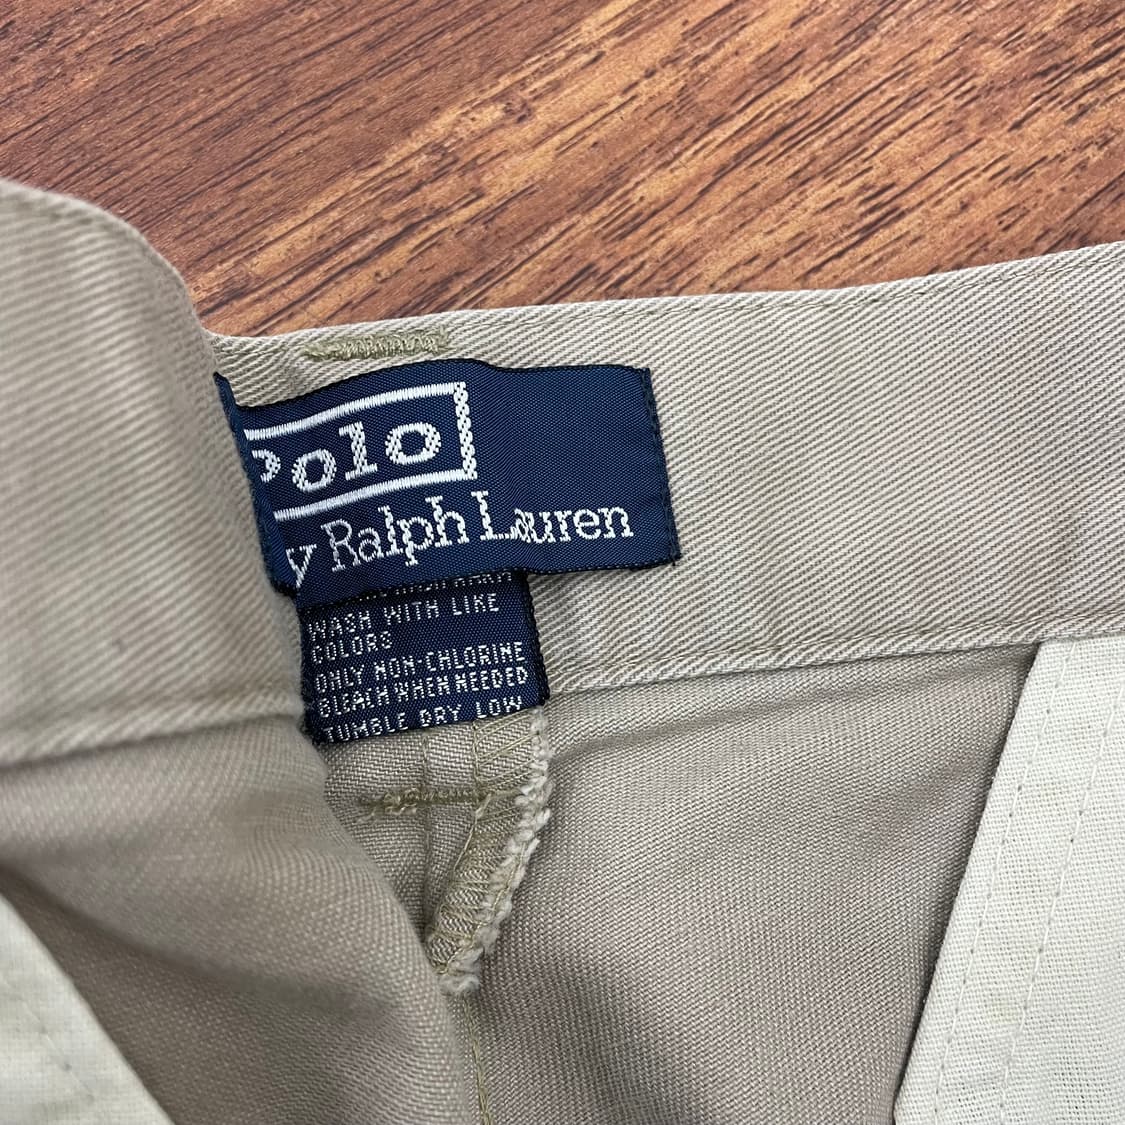 Polo
y Ralph Lauren
WASH WITH LIKE
COLORS
ONLY NON-CHLORINE
BLEACH WHEN NEEDED
TUMBLE DRY LOW